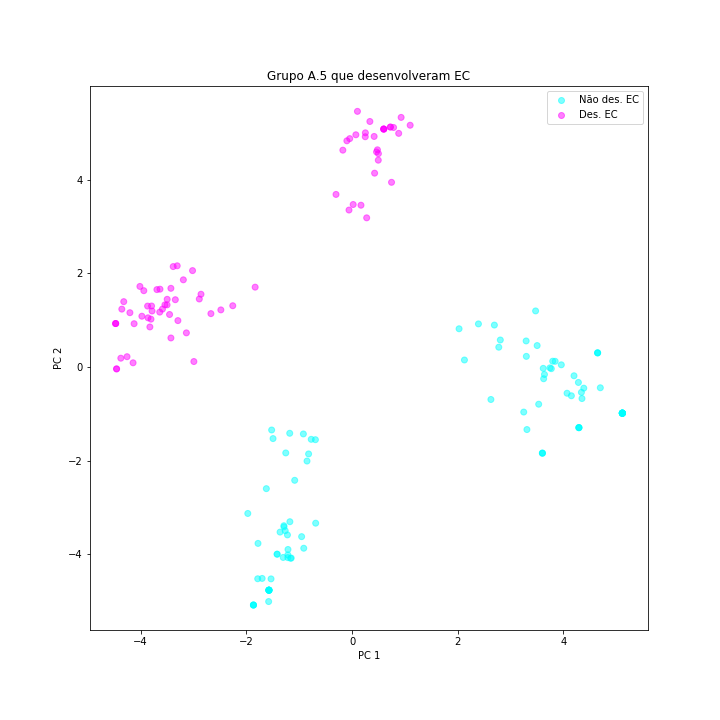 Grupo A.5 que desenvolveram EC
Não des. EC
Des. EC
4
2
0
−2
−4
PC 2
−4
−2
0
2
4
PC 1